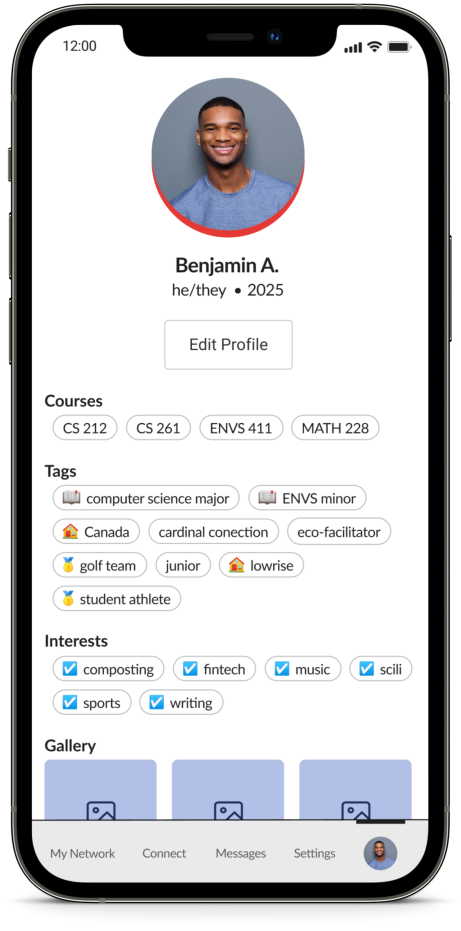 12:00
Benjamin A.
he/they • 2025
Edit Profile
Courses
CS 212 CS 261 ENVS 411 MATH 228
Tags
computer science major ENVS minor
Canada cardinal conection eco-facilitator
golf team junior lowrise
student athlete
Interests
composting fintech music scili
sports writing
Gallery
My Network Connect Messages Settings